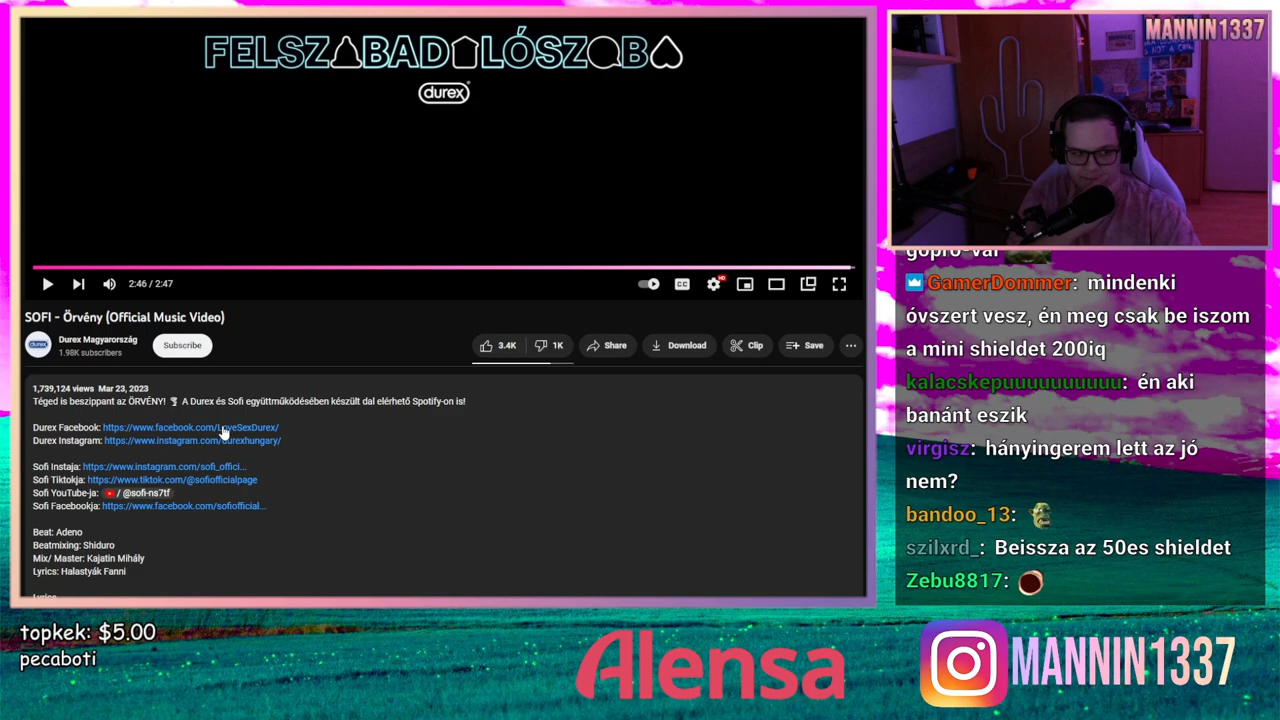 FELSZABADULÓSZOBA
durex
2:46 / 2:47
CC
HD
SOFI - Örvény (Official Music Video)
durex
Durex Magyarország
1.98K subscribers
Subscribe
3.4K
1K
Share
Download
Clip
Save
1,739,124 views Mar 23, 2023
Téged is beszippant az ÖRVÉNY! 🌪 A Durex és Sofi együttműködésében készült dal elérhető Spotify-on is!
Durex Facebook: https://www.facebook.com/LoveSexDurex/
Durex Instagram: https://www.instagram.com/durexhungary/
Sofi Instaja: https://www.instagram.com/sofi_offici...
Sofi Tiktokja: https://www.tiktok.com/@sofiofficialpage
Sofi YouTube-ja: / @sofi-ns7tf
Sofi Facebookja: https://www.facebook.com/sofiofficial...
Beat: Adeno
Beatmixing: Shiduro
Mix/ Master: Kajatin Mihály
Lyrics: Halastyák Fanni
Lyrics
MANNIN1337
gopro-val
GamerDommer: mindenki
óvszert vesz, én meg csak be iszom
a mini shieldet 200iq
kalacskepuuuuuuuuuu: én aki
banánt eszik
virgisz: hányingerem lett az jó
nem?
bandoo_13:
szilxrd_: Beissza az 50es shieldet
Zebu8817:
topkek: $5.00
pecaboti
Alensa
MANNIN1337